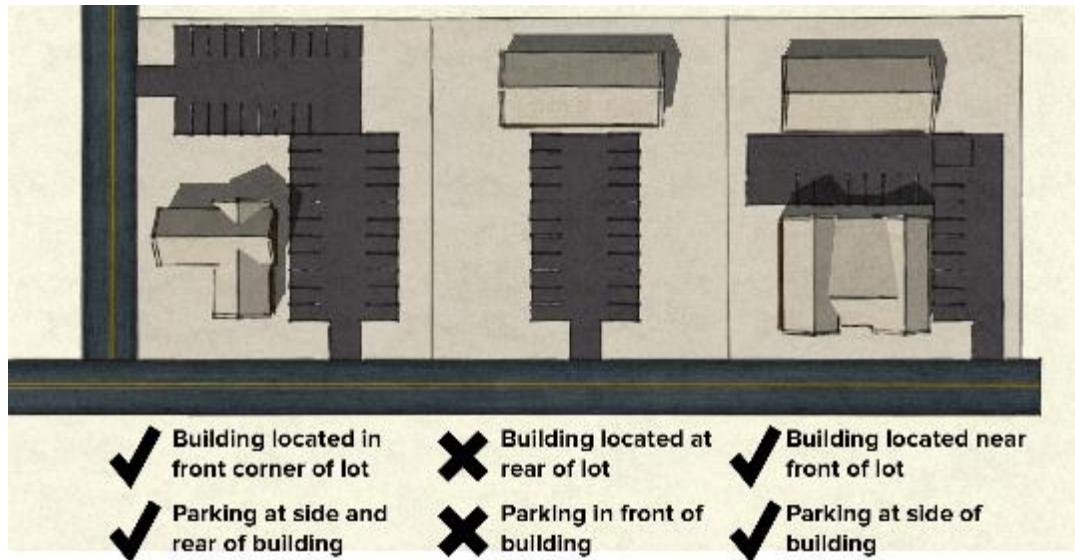 Building located in
front corner of lot
Building located at
rear of lot
Building located near
front of lot
Parking at side and
rear of building
Parking in front of
building
Parking at side of
building